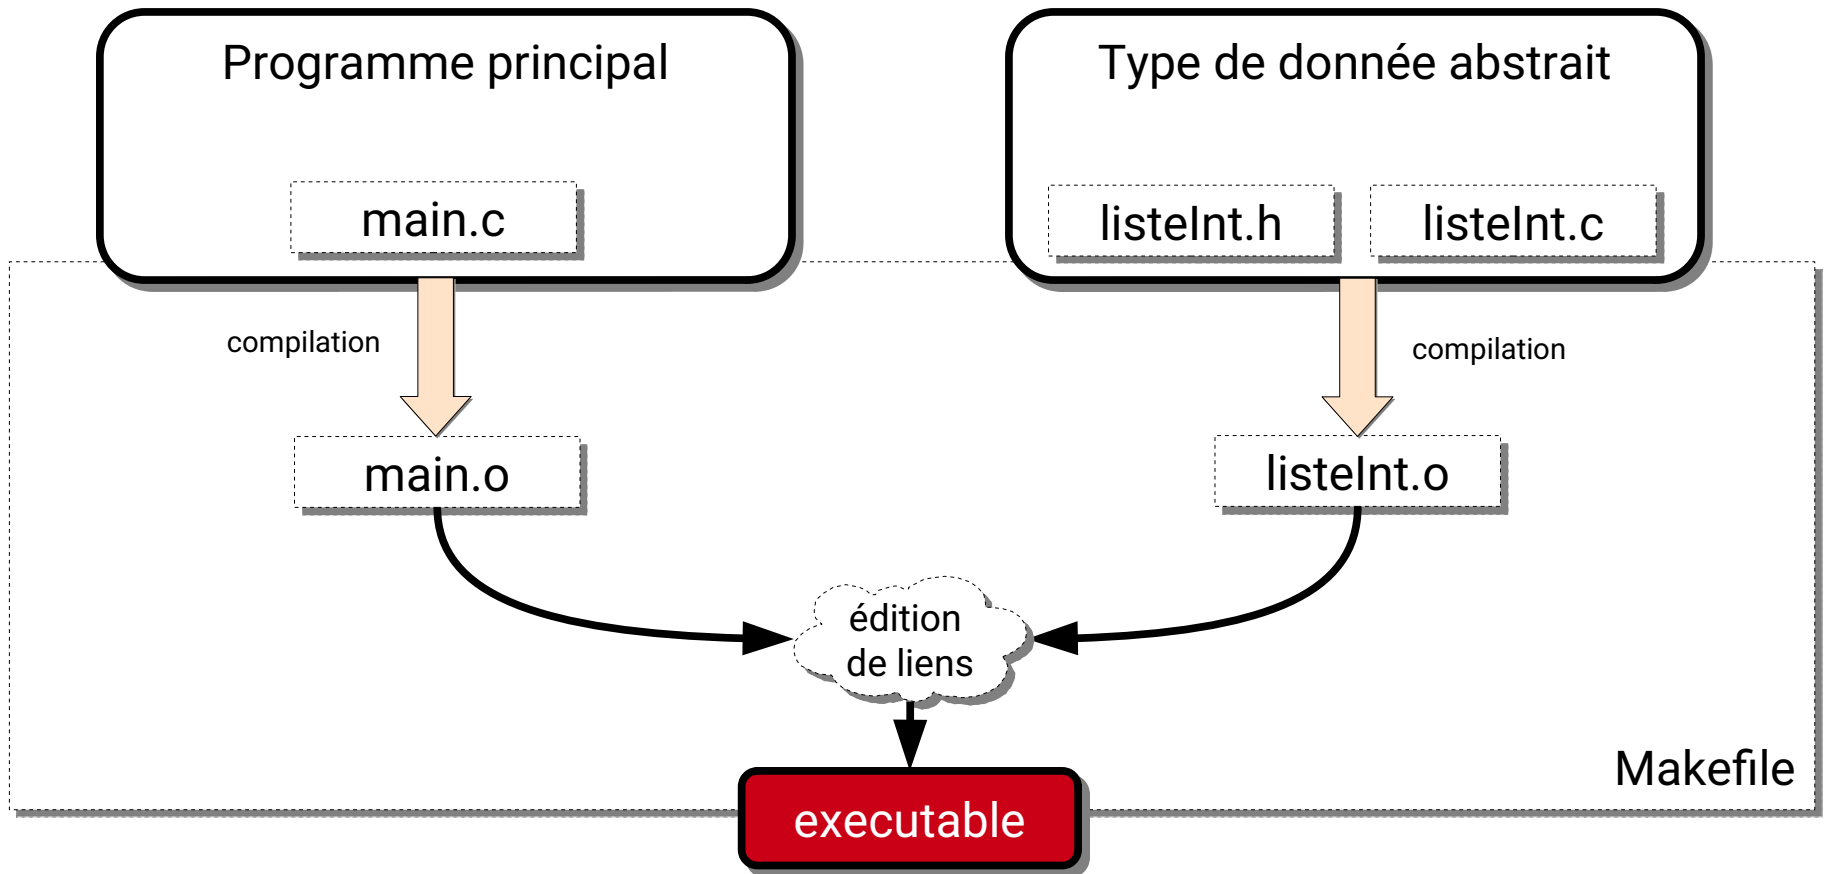 Programme principal
Type de donnée abstrait
main.c
listeInt.h
listeInt.c
compilation
compilation
main.o
listeInt.o
édition
de liens
Makefile
executable